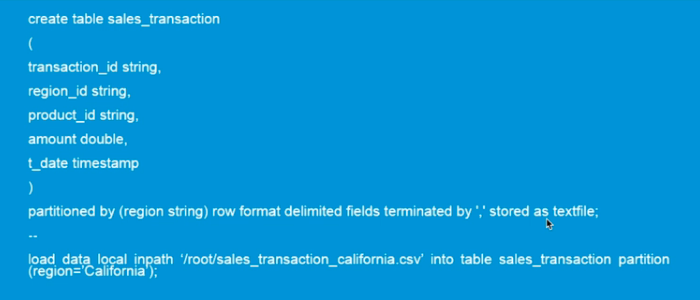 create table sales_transaction
(
transaction_id string,
region_id string,
product_id string,
amount double,
t_date timestamp
)
partitioned by (region string) row format delimited fields terminated by ',' stored as textfile;
--
load data local inpath ‘/root/sales_transaction_california.csv’ into table sales_transaction partition
(region=‘California’);